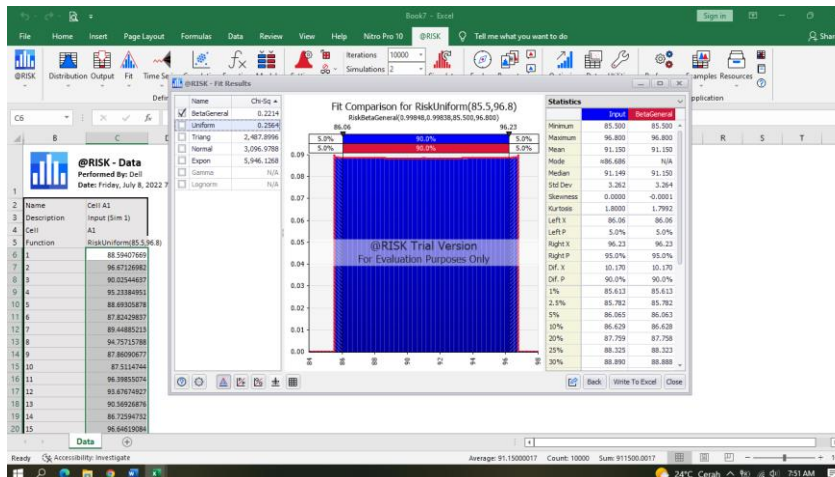 Book7 - Excel
Sign in
File Home Insert Page Layout Formulas Data Review View Help Nitro Pro 10 @RISK Tell me what you want to do
Iterations 10000
Simulations 2
@RISK Distribution Output Fit
Examples Resources
C6
@RISK - Fit Results
B C R S T
@RISK - Data
Performed By: Dell
Date: Friday, July 8, 2022 7
Name Cell A1
Description Input (Sim 1)
Cell A1
Function RiskUniform(85.5,96.8)
1 88.59407669
2 96.67126982
3 90.02544637
4 95.23384951
5 88.69305878
6 87.82429837
7 89.44885213
8 94.75715788
9 87.86090677
10 87.5114744
11 96.39855074
12 93.67674927
13 90.56926876
14 86.72594732
15 96.64619084
Name Chi-Sq
BetaGeneral 0.2214
Uniform 0.2564
Triang 2,487.8996
Normal 3,096.9788
Expon 5,946.1268
Gamma N/A
Lognorm N/A
Fit Comparison for RiskUniform(85.5,96.8)
RiskBetaGeneral(0.99848,0.99838,85.500,96.800)
86.06 96.23
5.0% 90.0% 5.0%
5.0% 90.0% 5.0%
0.09
0.08
0.07
0.06
0.05
0.04
0.03
0.02
0.01
0.00
84 86 88 90 92 94 96 98
@RISK Trial Version
For Evaluation Purposes Only
Statistics
Input BetaGeneral
Minimum 85.500 85.500
Maximum 96.800 96.800
Mean 91.150 91.150
Mode ≈86.686 N/A
Median 91.149 91.150
Std Dev 3.262 3.264
Skewness 0.0000 -0.0001
Kurtosis 1.8000 1.7992
Left X 86.06 86.06
Left P 5.0% 5.0%
Right X 96.23 96.23
Right P 95.0% 95.0%
Dif. X 10.170 10.170
Dif. P 90.0% 90.0%
1% 85.613 85.613
2.5% 85.782 85.782
5% 86.065 86.063
10% 86.629 86.628
20% 87.759 87.758
25% 88.325 88.323
30% 88.890 88.888
Back Write To Excel Close
Data
Ready Accessibility: Investigate Average: 91.15000017 Count: 10000 Sum: 911500.0017
24°C Cerah 7:51 AM